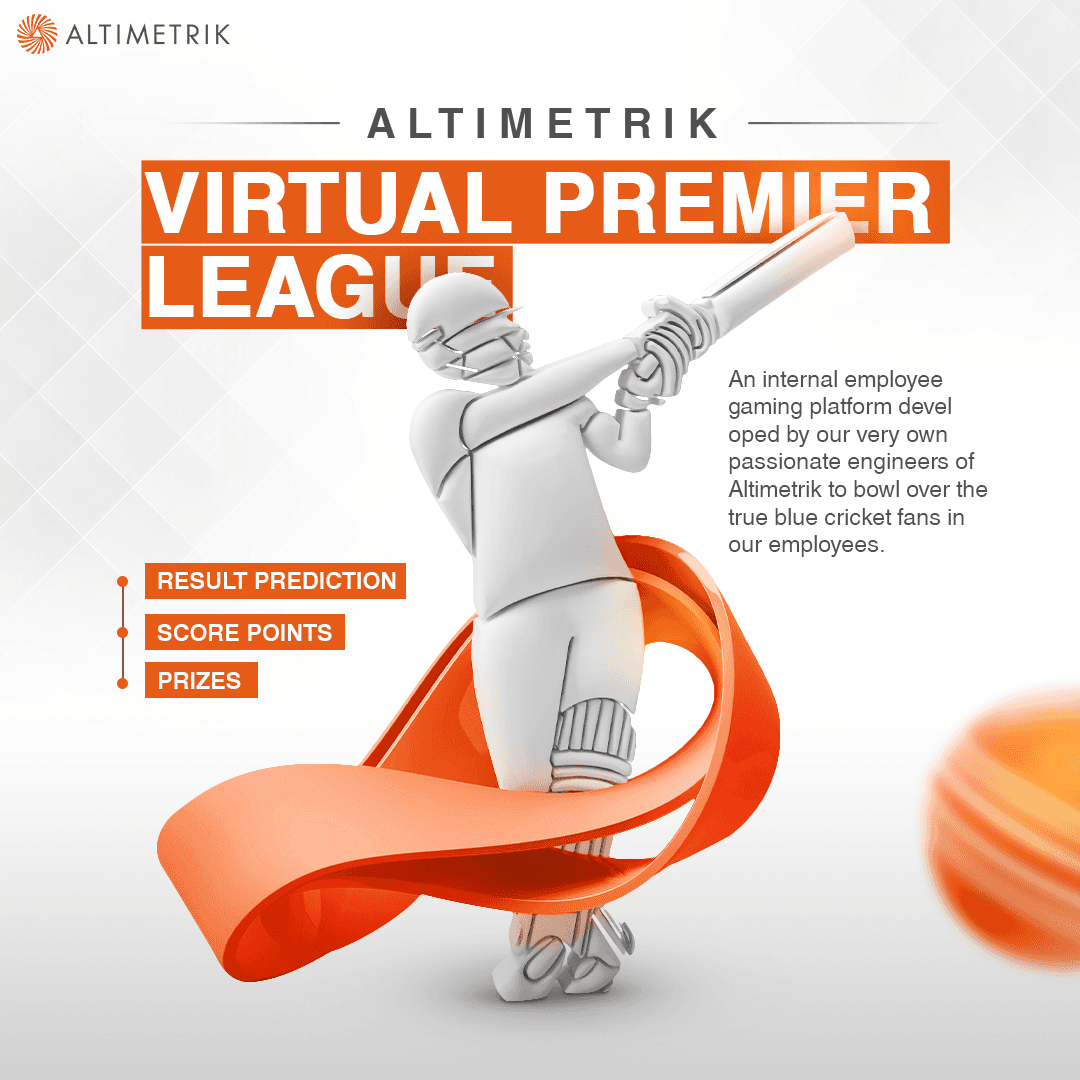 ALTIMETRIK
ALTIMETRIK
VIRTUAL PREMIER
LEAGUE
An internal employee
gaming platform devel
oped by our very own
passionate engineers of
Altimetrik to bowl over the
true blue cricket fans in
our employees.
RESULT PREDICTION
SCORE POINTS
PRIZES